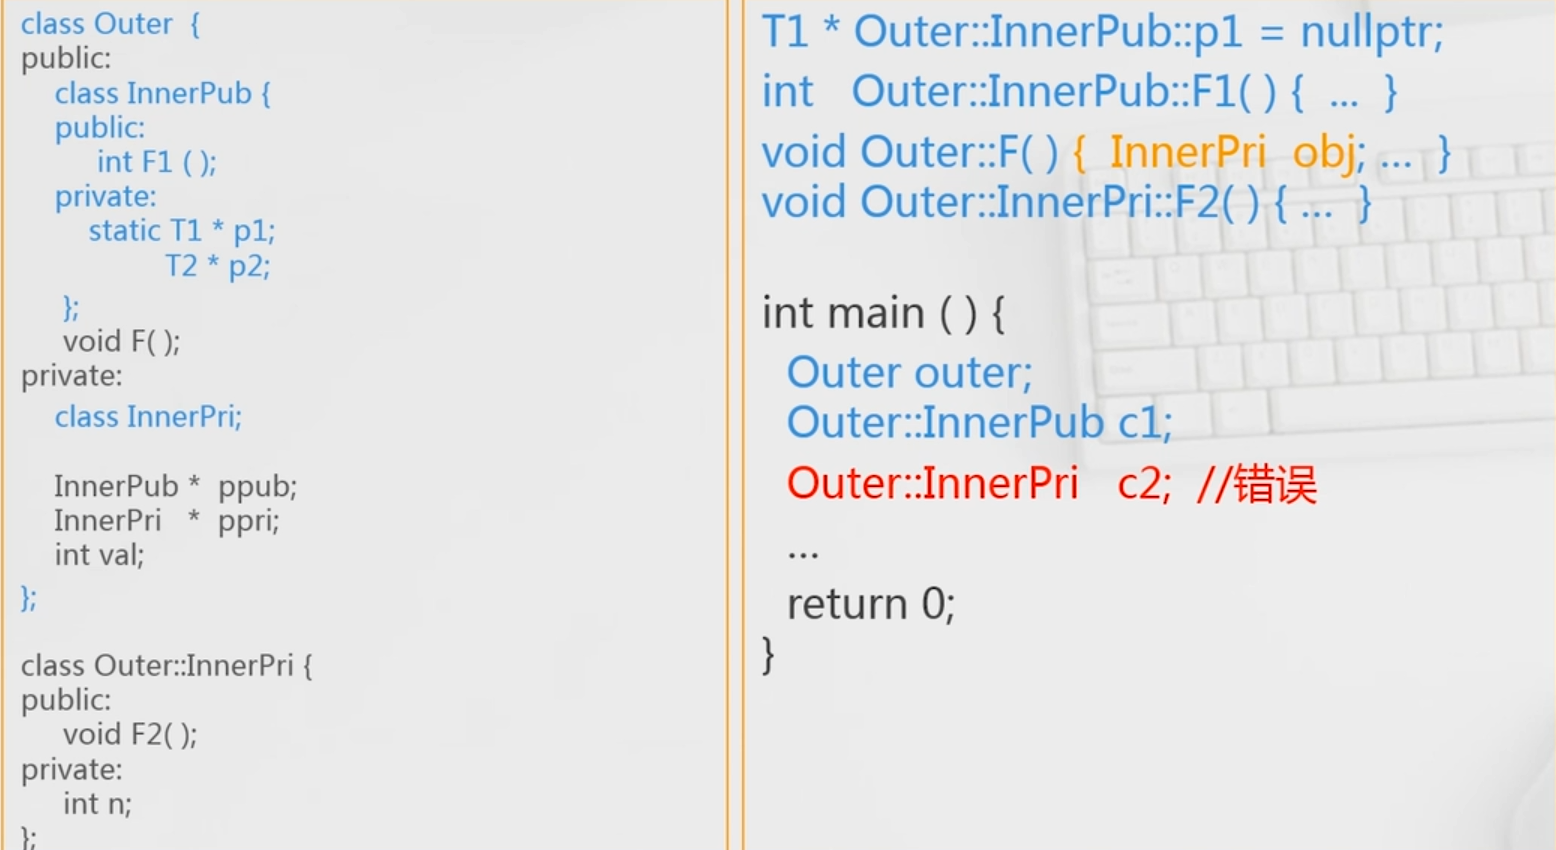 class Outer {
public:
class InnerPub {
public:
int F1 ( );
private:
static T1 * p1;
T2 * p2;
};
void F( );
private:
class InnerPri;
InnerPub * ppub;
InnerPri * ppri;
int val;
};
class Outer::InnerPri {
public:
void F2( );
private:
int n;
};
T1 * Outer::InnerPub::p1 = nullptr;
int Outer::InnerPub::F1( ) { ... }
void Outer::F( ) { InnerPri obj; ... }
void Outer::InnerPri::F2( ) { ... }
int main ( ) {
Outer outer;
Outer::InnerPub c1;
Outer::InnerPri c2; //错误
...
return 0;
}